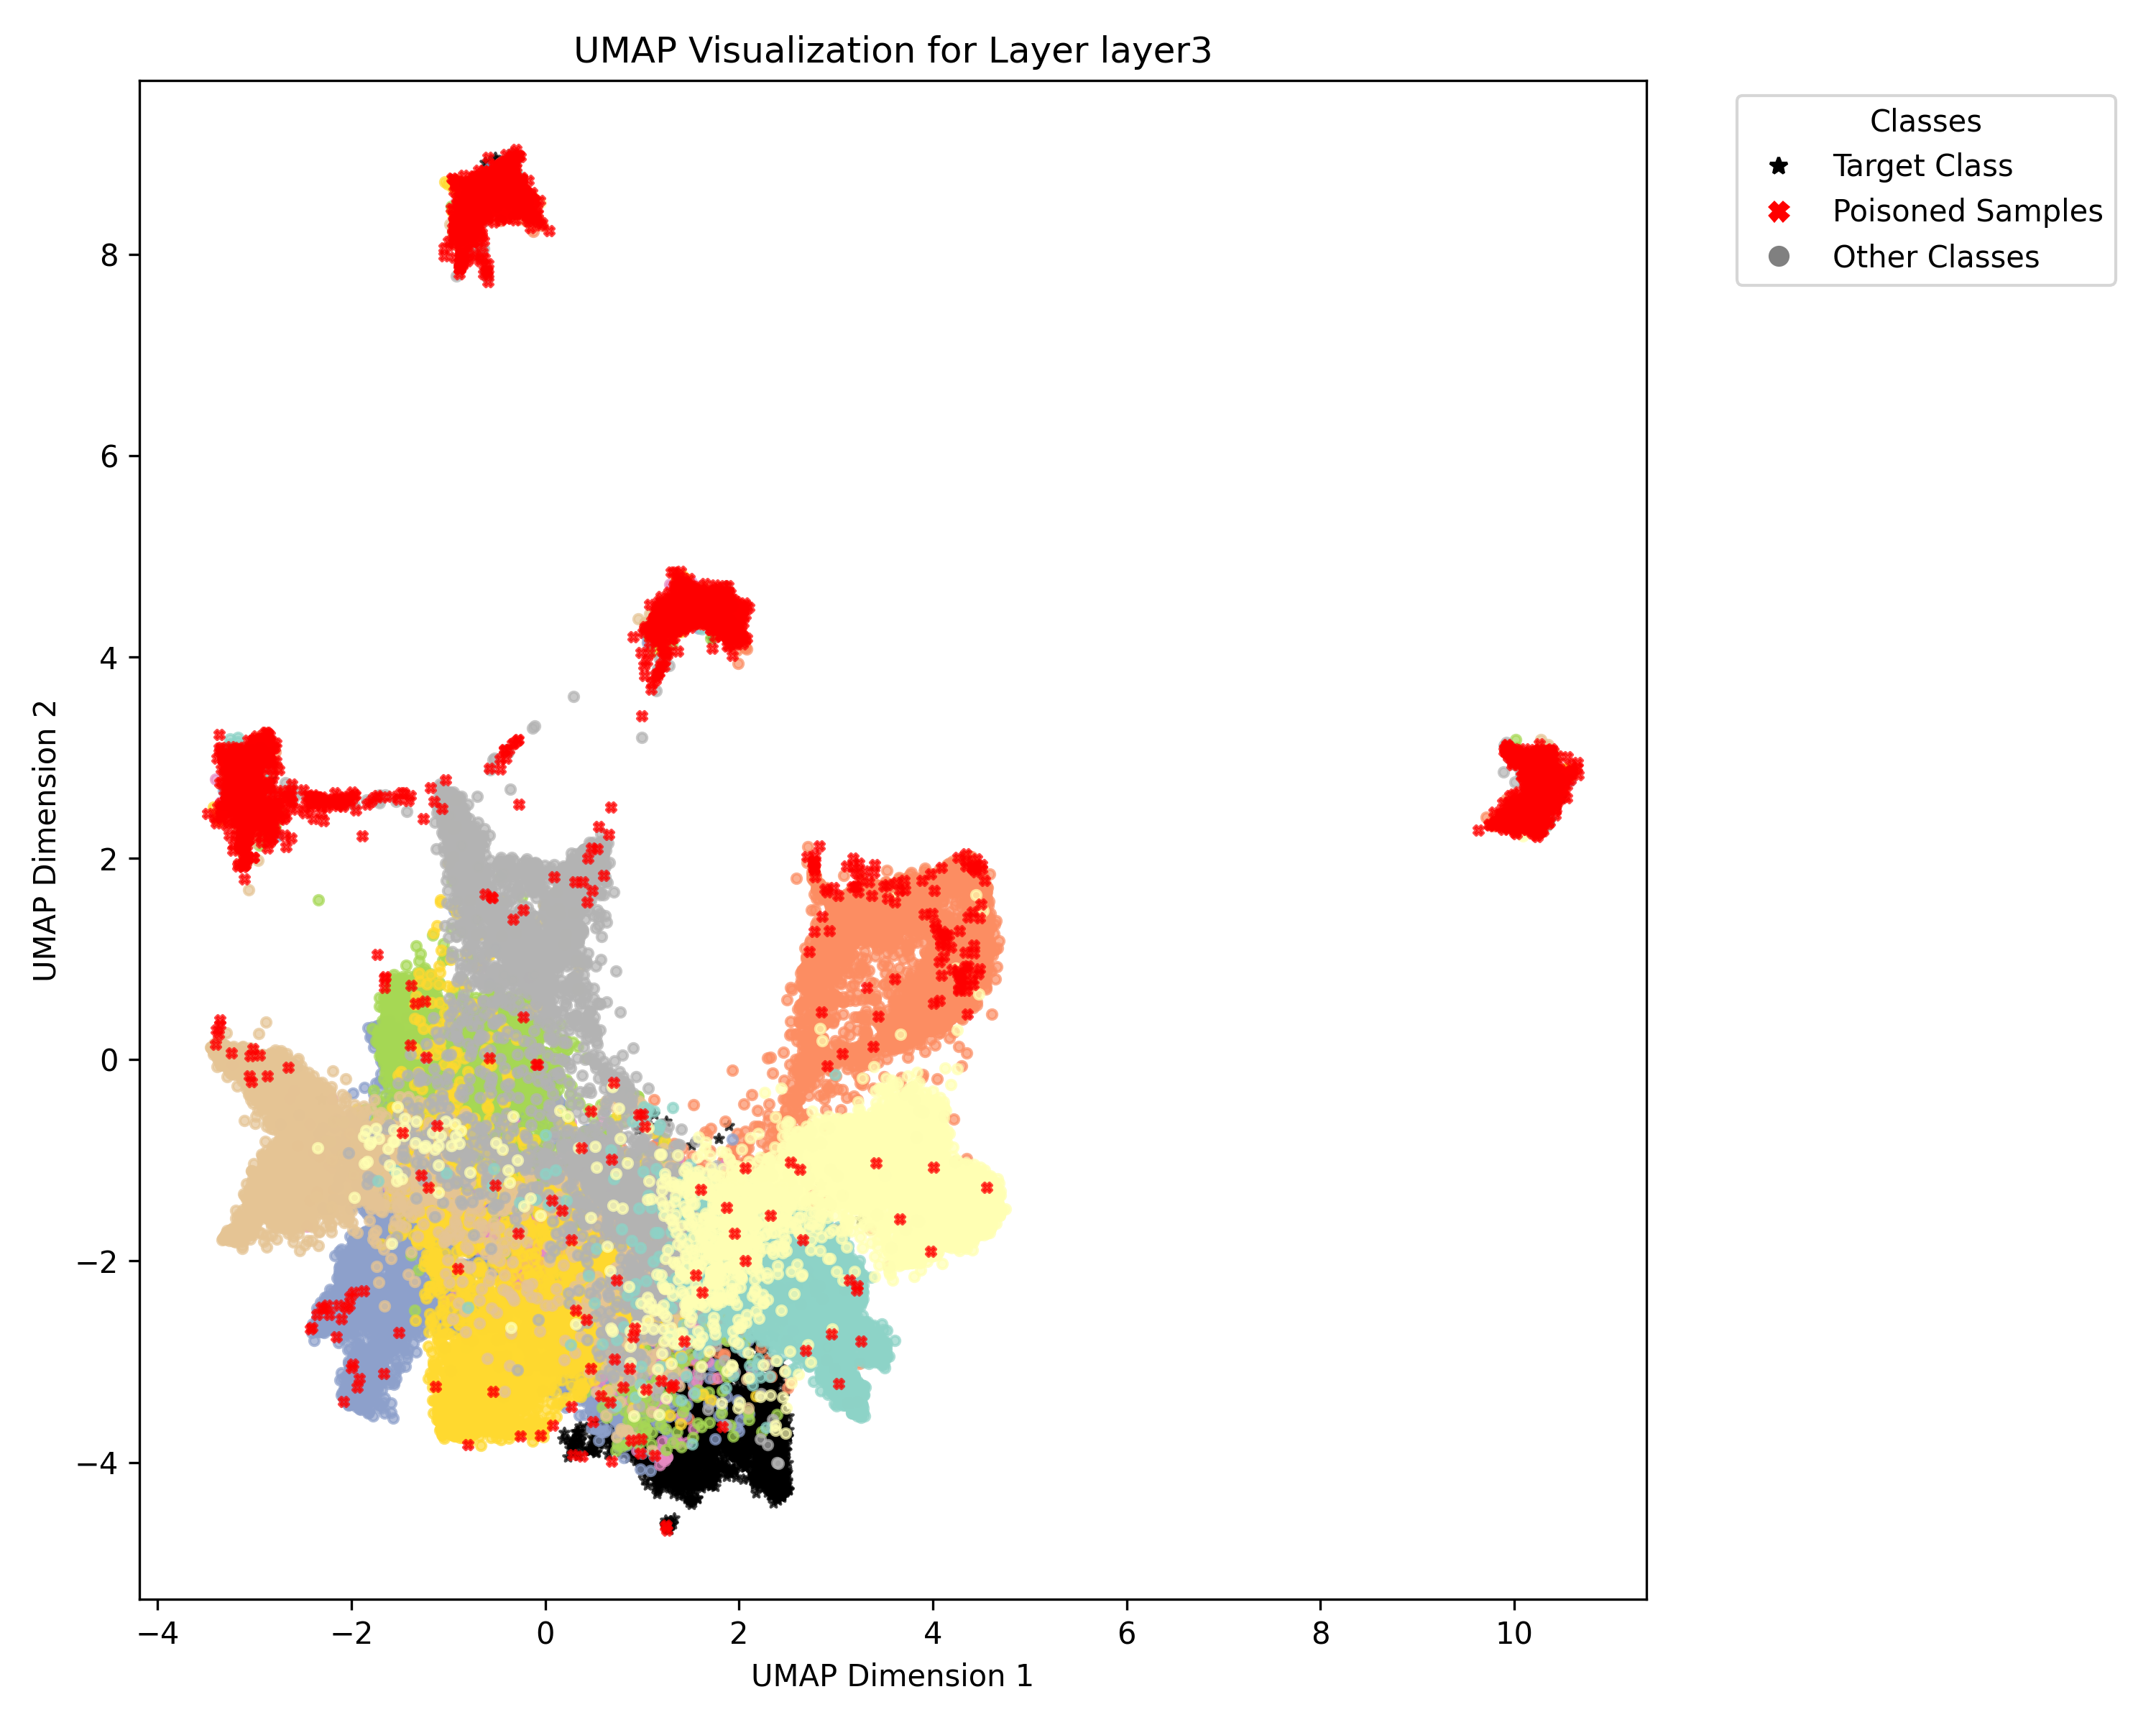 UMAP Visualization for Layer layer3
Classes
Target Class
Poisoned Samples
Other Classes
UMAP Dimension 2
8
6
4
2
0
−2
−4
−4
−2
0
2
4
6
8
10
UMAP Dimension 1